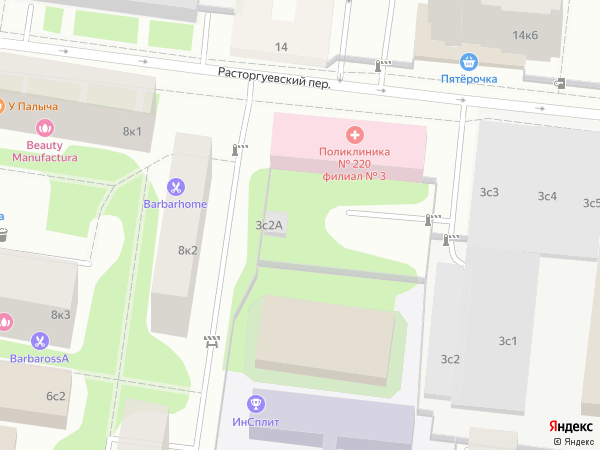 14
14к6
Расторгуевский пер.
Пятёрочка
У Палыча
8к1
Beauty
Manufactura
Поликлиника
№ 220
филиал № 3
3с3
3с4
3с5
Barbarhome
3с2А
а
8к2
8к3
BarbarossA
3с1
3с2
6с2
ИнСплит
Яндекс
© Яндекс